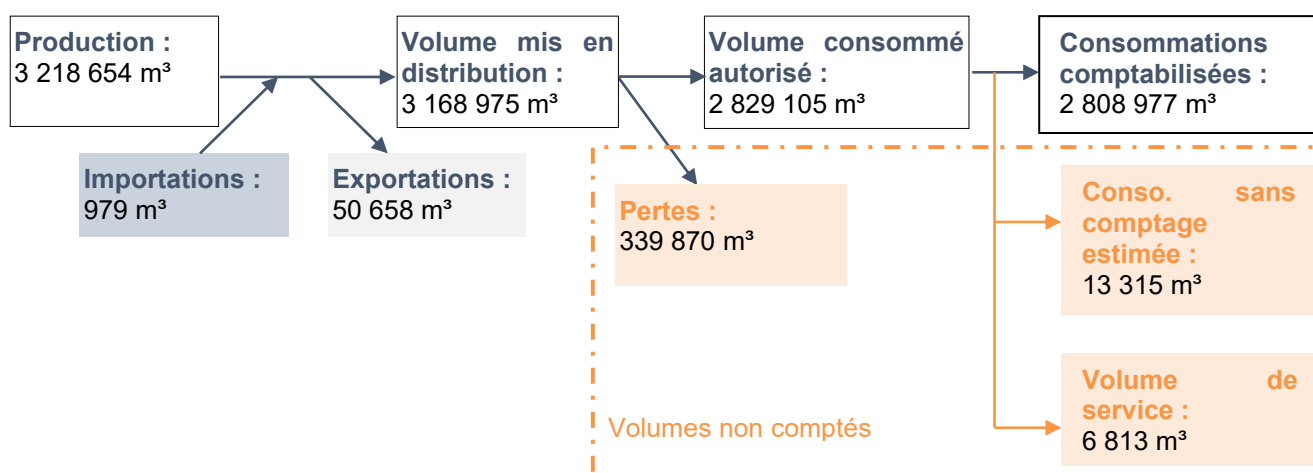 Production :
3 218 654 m³
Volume mis en
distribution :
3 168 975 m³
Volume consommé
autorisé :
2 829 105 m³
Consommations
comptabilisées :
2 808 977 m³
Importations :
979 m³
Exportations :
50 658 m³
Pertes :
339 870 m³
Conso. sans
comptage
estimée :
13 315 m³
Volume de
service :
6 813 m³
Volumes non comptés